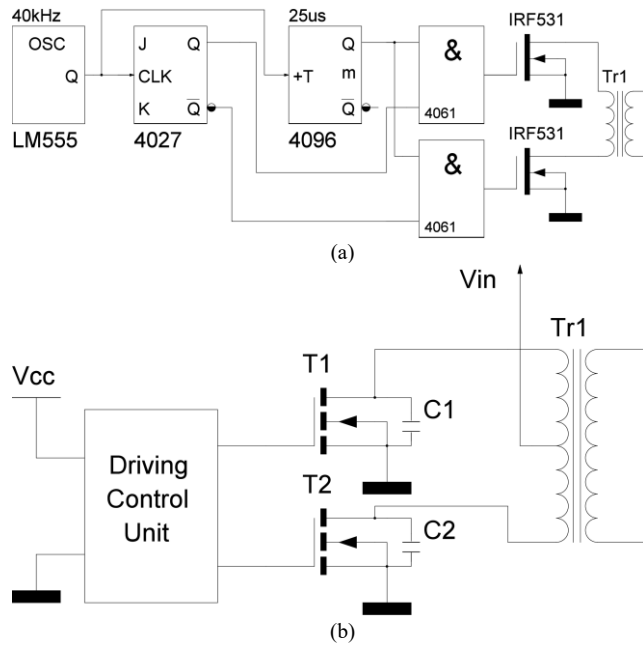 40kHz
OSC
Q
LM555
J Q
CLK
K Q
4027
25us
Q
+T m
Q
4096
&
4061
&
4061
IRF531
Tr1
IRF531
(a)
Vin
Tr1
Vcc
T1
C1
Driving
Control
Unit
T2
C2
(b)